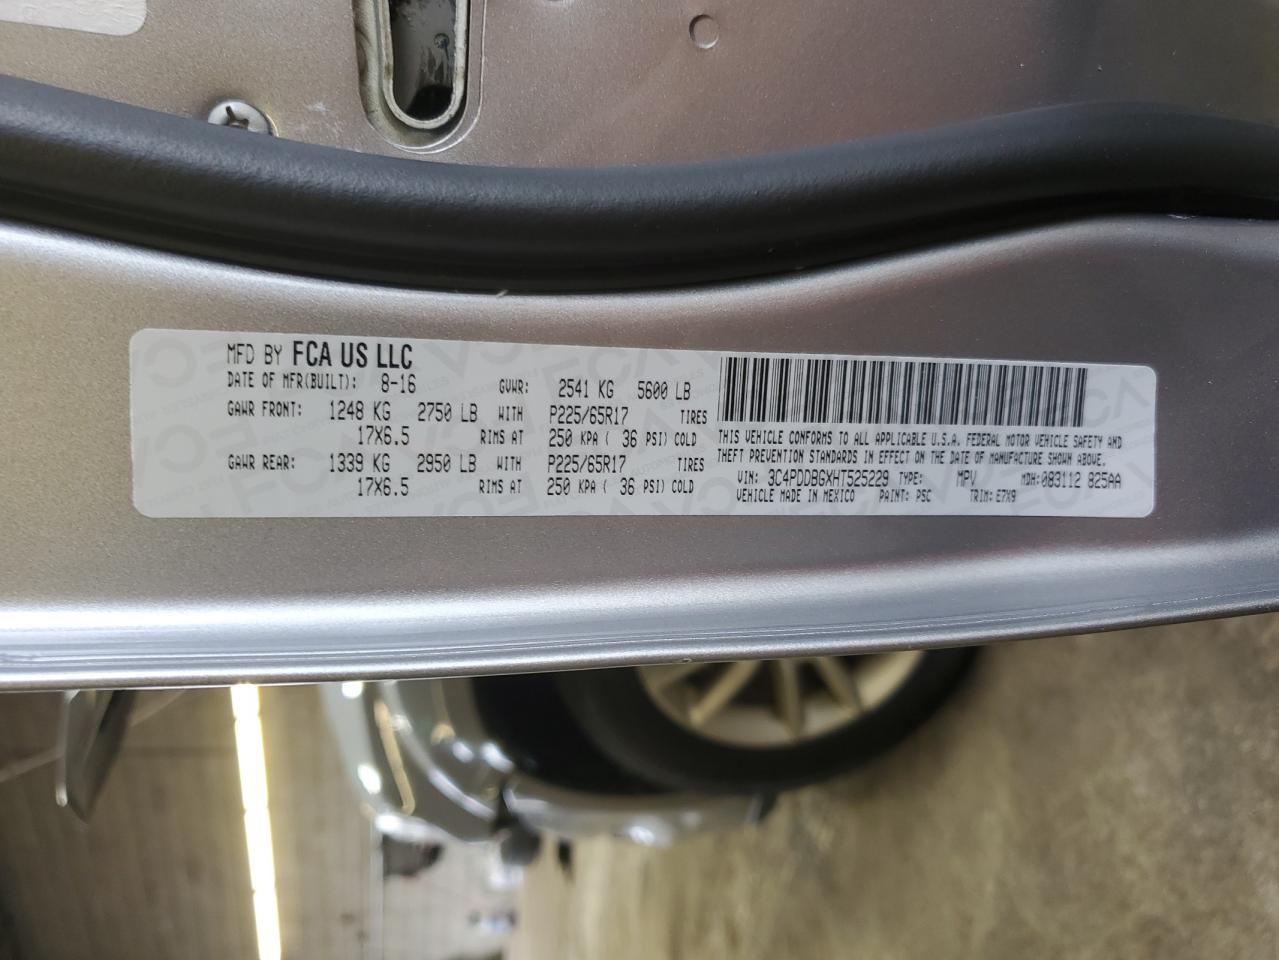 MFD BY FCA US LLC
DATE OF MFR(BUILT): 8-16 GVWR: 2541 KG 5600 LB
GAWR FRONT: 1248 KG 2750 LB WITH P225/65R17 TIRES
17X6.5 RIMS AT 250 KPA ( 36 PSI) COLD
GAWR REAR: 1339 KG 2950 LB WITH P225/65R17 TIRES
17X6.5 RIMS AT 250 KPA ( 36 PSI) COLD
THIS VEHICLE CONFORMS TO ALL APPLICABLE U.S.A. FEDERAL MOTOR VEHICLE SAFETY AND
THEFT PREVENTION STANDARDS IN EFFECT ON THE DATE OF MANUFACTURE SHOWN ABOVE.
VIN: 3C4PDDBGXHT525229 TYPE: MPV MDH:083112 825AA
VEHICLE MADE IN MEXICO PAINT: PSC TRIM: E7X9